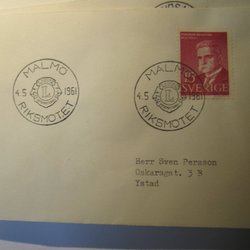 MALMÖ
4.5 1961
L
RIKSMÖTET
MALMÖ
4.5 1961
L
RIKSMÖTET
SVERIGE
Herr Sven Persson
Oskaragat. 3 B
Ystad